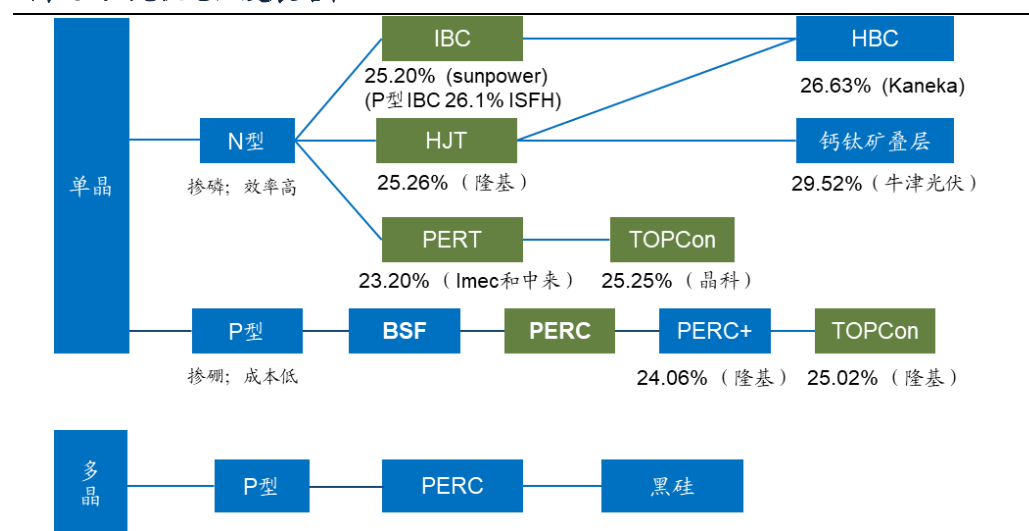 IBC
HBC
25.20% (sunpower)
(P型IBC 26.1% ISFH)
26.63% (Kaneka)
单晶
N型
HJT
钙钛矿叠层
掺磷；效率高
25.26%（隆基）
29.52%（牛津光伏）
PERT
TOPCon
23.20%（Imec和中来）
25.25%（晶科）
P型
BSF
PERC
PERC+
TOPCon
掺硼；成本低
24.06%（隆基）
25.02%（隆基）
多晶
P型
PERC
黑硅